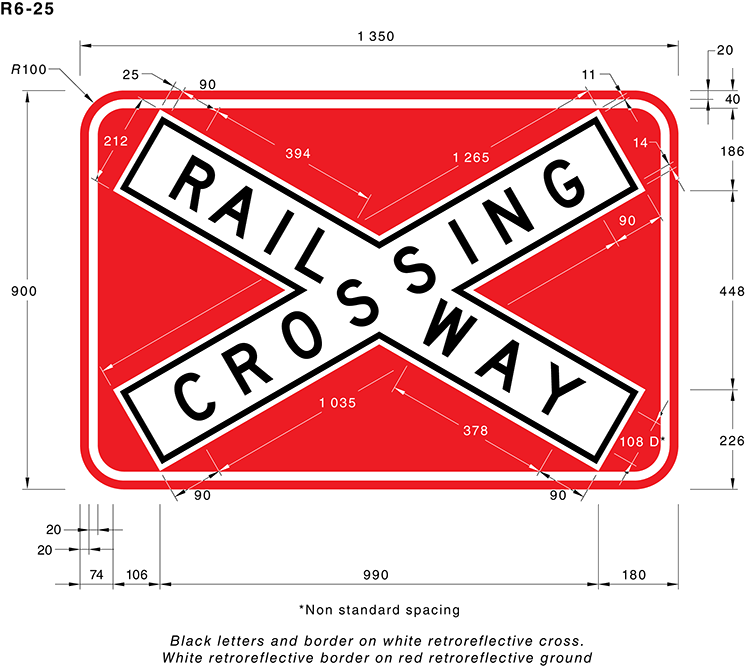 R6-25
1 350
20
R100
25
90
11
40
212
394
1 265
14
186
RAIL
CROSSING
WAY
90
900
448
1 035
378
108 D*
226
90
90
20
20
74
106
990
180
*Non standard spacing
Black letters and border on white retroreflective cross.
White retroreflective border on red retroreflective ground